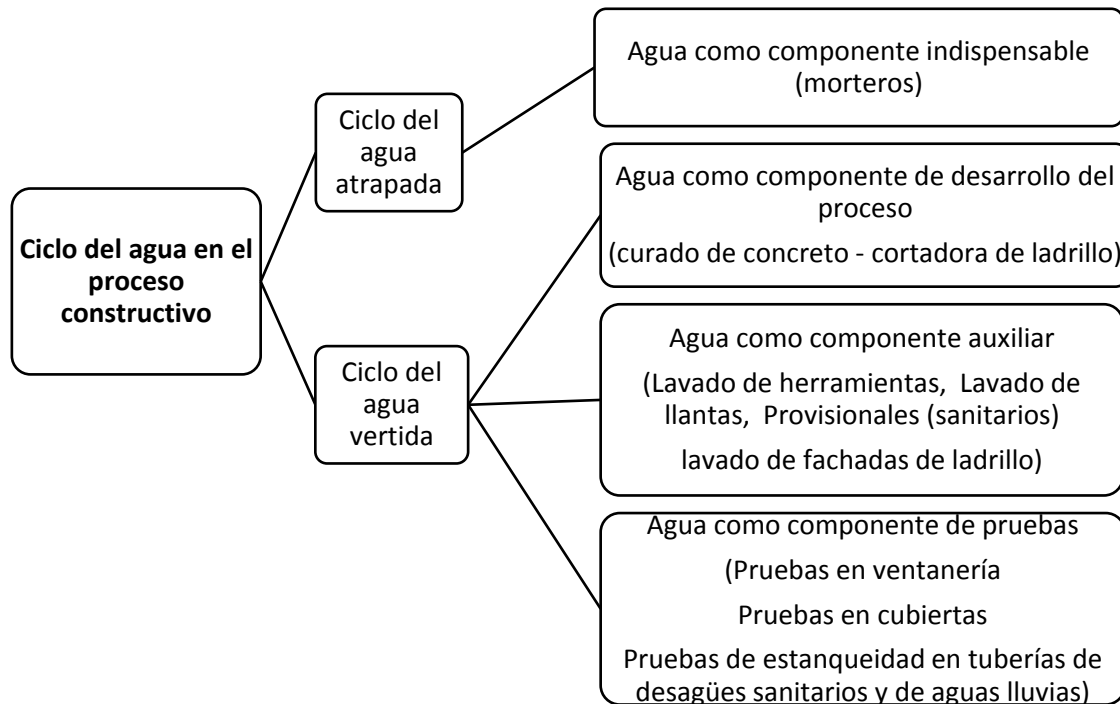 Ciclo del agua en el
proceso
constructivo
Ciclo del
agua
atrapada
Agua como componente indispensable
(morteros)
Ciclo del
agua
vertida
Agua como componente de desarrollo del
proceso
(curado de concreto - cortadora de ladrillo)
Agua como componente auxiliar
(Lavado de herramientas, Lavado de
llantas, Provisionales (sanitarios)
lavado de fachadas de ladrillo)
Agua como componente de pruebas
(Pruebas en ventanería
Pruebas en cubiertas
Pruebas de estanqueidad en tuberías de
desagües sanitarios y de aguas lluvias)